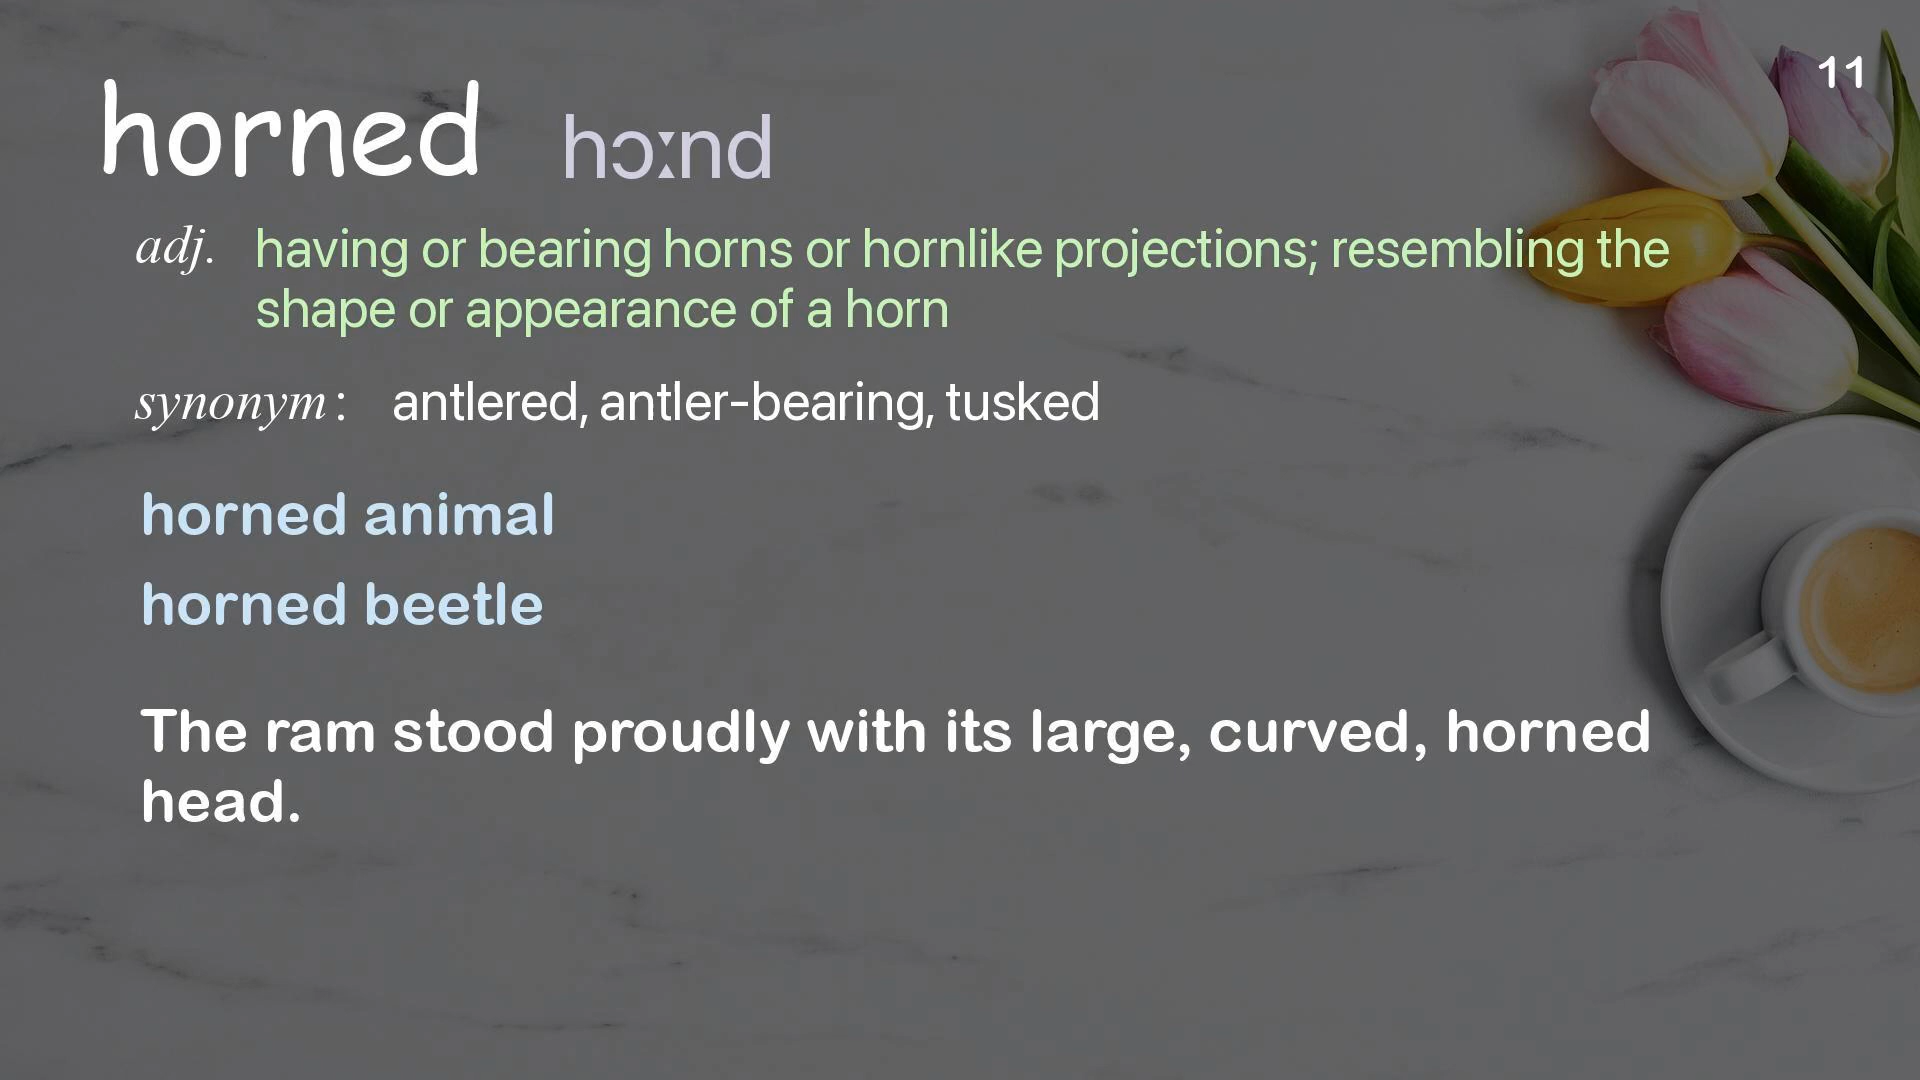 11
horned hɔːnd
adj. having or bearing horns or hornlike projections; resembling the
shape or appearance of a horn
synonym : antlered, antler-bearing, tusked
horned animal
horned beetle
The ram stood proudly with its large, curved, horned
head.